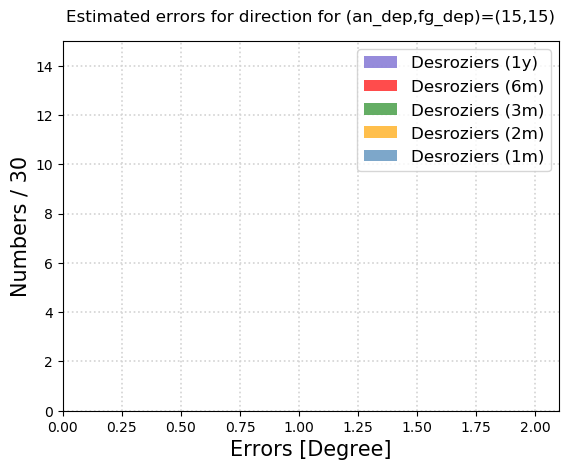 Estimated errors for direction for (an_dep,fg_dep)=(15,15)
Desroziers (1y)
Desroziers (6m)
Desroziers (3m)
Desroziers (2m)
Desroziers (1m)
Numbers / 30
14
12
10
8
6
4
2
0
0.00 0.25 0.50 0.75 1.00 1.25 1.50 1.75 2.00
Errors [Degree]